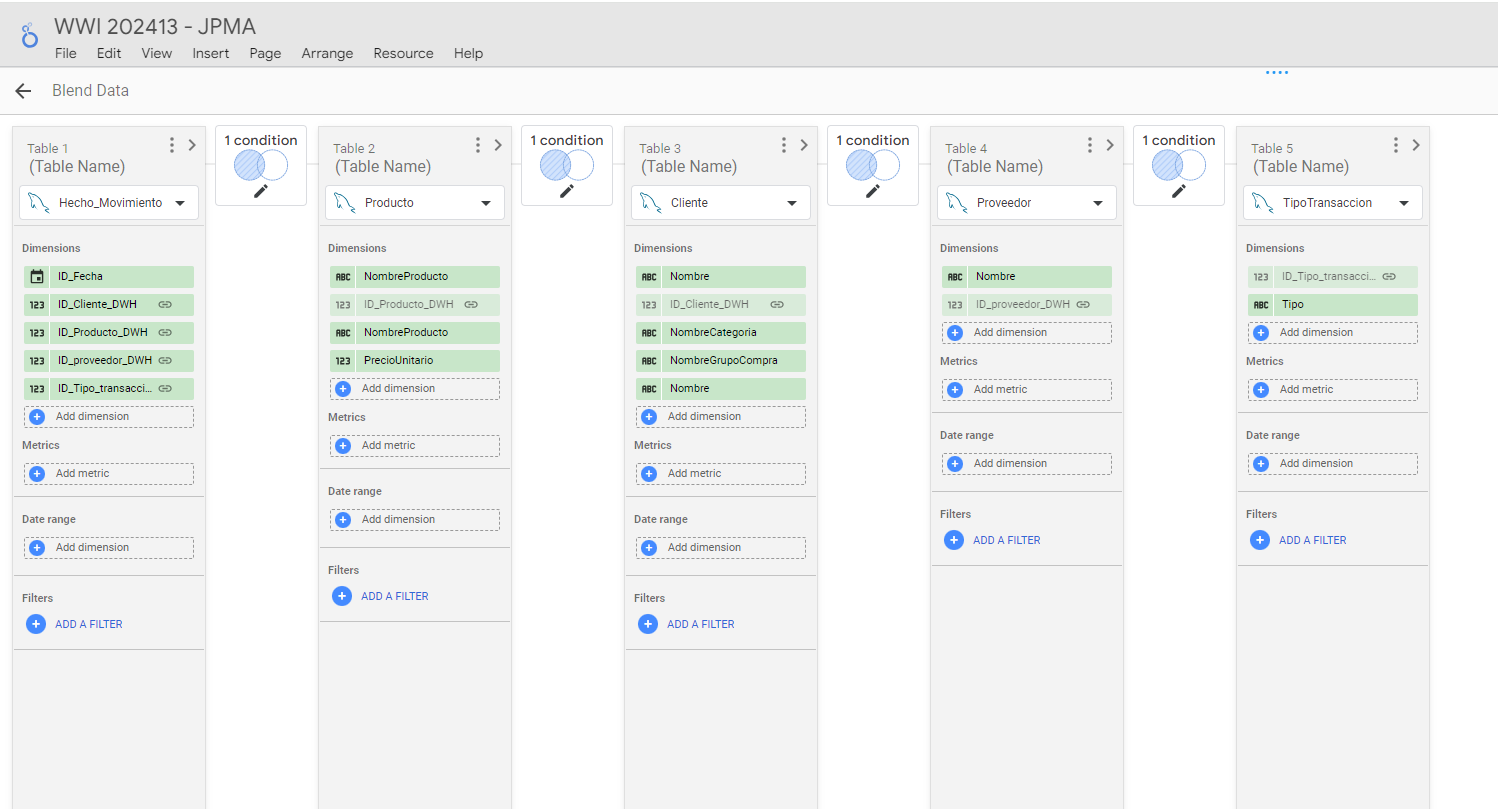 WWI 202413 - JPMA
File Edit View Insert Page Arrange Resource Help
Blend Data
Table 1
(Table Name)
Hecho_Movimiento
Dimensions
ID_Fecha
123 ID_Cliente_DWH
123 ID_Producto_DWH
123 ID_proveedor_DWH
123 ID_Tipo_transacci...
Add dimension
Metrics
Add metric
Date range
Add dimension
Filters
ADD A FILTER
1 condition
Table 2
(Table Name)
Producto
Dimensions
ABC NombreProducto
123 ID_Producto_DWH
ABC NombreProducto
123 PrecioUnitario
Add dimension
Metrics
Add metric
Date range
Add dimension
Filters
ADD A FILTER
1 condition
Table 3
(Table Name)
Cliente
Dimensions
ABC Nombre
123 ID_Cliente_DWH
ABC NombreCategoria
ABC NombreGrupoCompra
ABC Nombre
Add dimension
Metrics
Add metric
Date range
Add dimension
Filters
ADD A FILTER
1 condition
Table 4
(Table Name)
Proveedor
Dimensions
ABC Nombre
123 ID_proveedor_DWH
Add dimension
Metrics
Add metric
Date range
Add dimension
Filters
ADD A FILTER
1 condition
Table 5
(Table Name)
TipoTransaccion
Dimensions
123 ID_Tipo_transacci...
ABC Tipo
Add dimension
Metrics
Add metric
Date range
Add dimension
Filters
ADD A FILTER